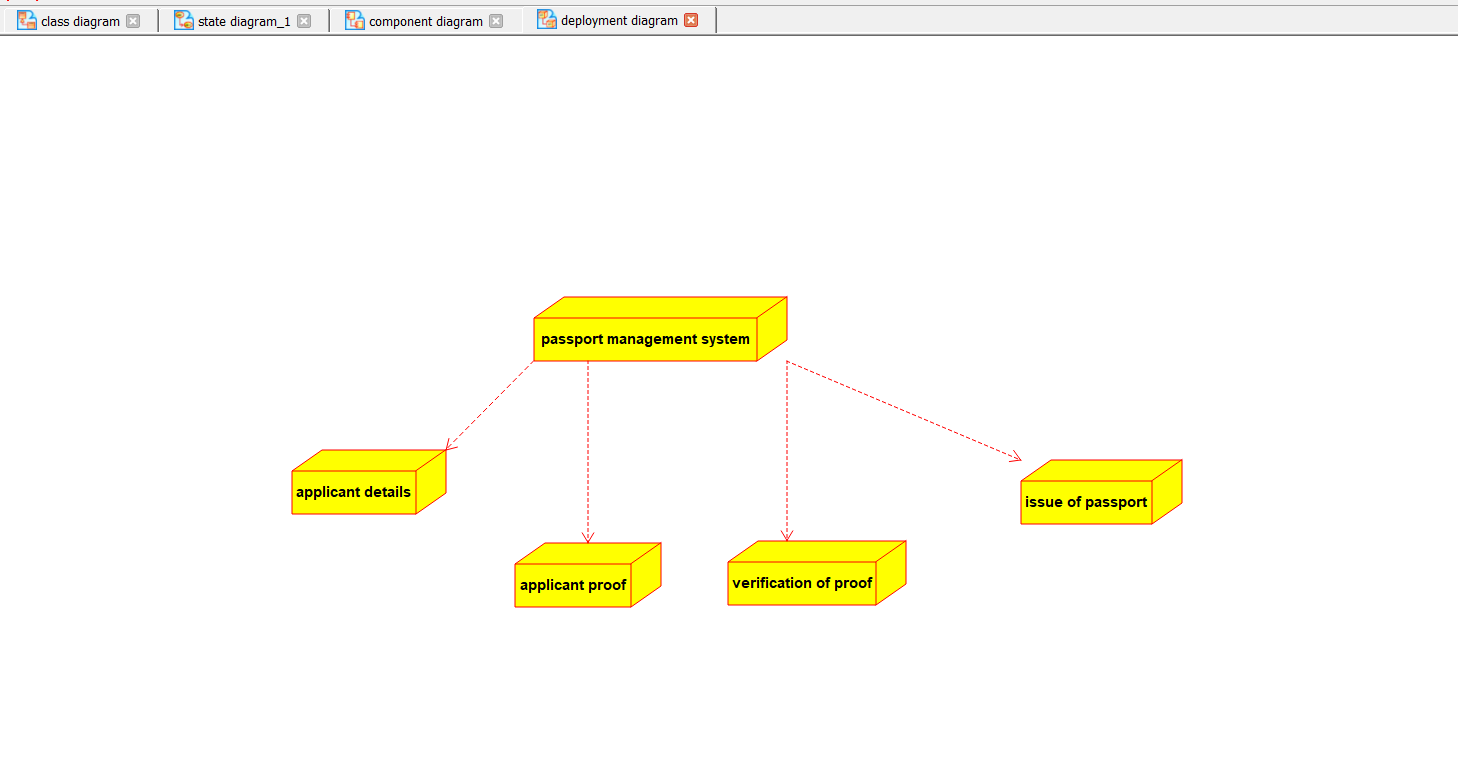 class diagram
state diagram_1
component diagram
deployment diagram
passport management system
applicant details
issue of passport
applicant proof
verification of proof